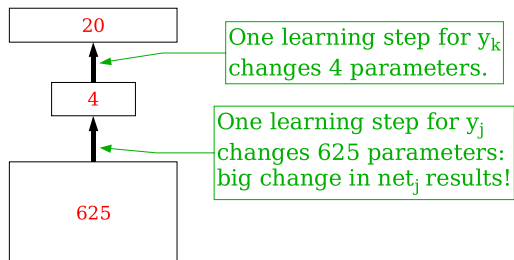 20
One learning step for yk
changes 4 parameters.
4
One learning step for yj
changes 625 parameters:
big change in netj results!
625